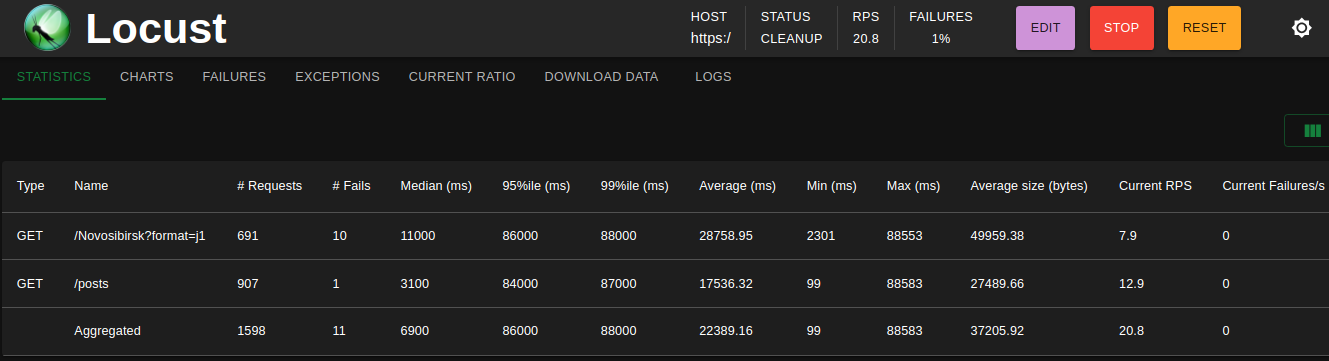 Locust
HOST STATUS RPS FAILURES
https:/ CLEANUP 20.8 1%
EDIT STOP RESET
STATISTICS CHARTS FAILURES EXCEPTIONS CURRENT RATIO DOWNLOAD DATA LOGS
Type Name # Requests # Fails Median (ms) 95%ile (ms) 99%ile (ms) Average (ms) Min (ms) Max (ms) Average size (bytes) Current RPS Current Failures/s
GET /Novosibirsk?format=j1 691 10 11000 86000 88000 28758.95 2301 88553 49959.38 7.9 0
GET /posts 907 1 3100 84000 87000 17536.32 99 88583 27489.66 12.9 0
Aggregated 1598 11 6900 86000 88000 22389.16 99 88583 37205.92 20.8 0